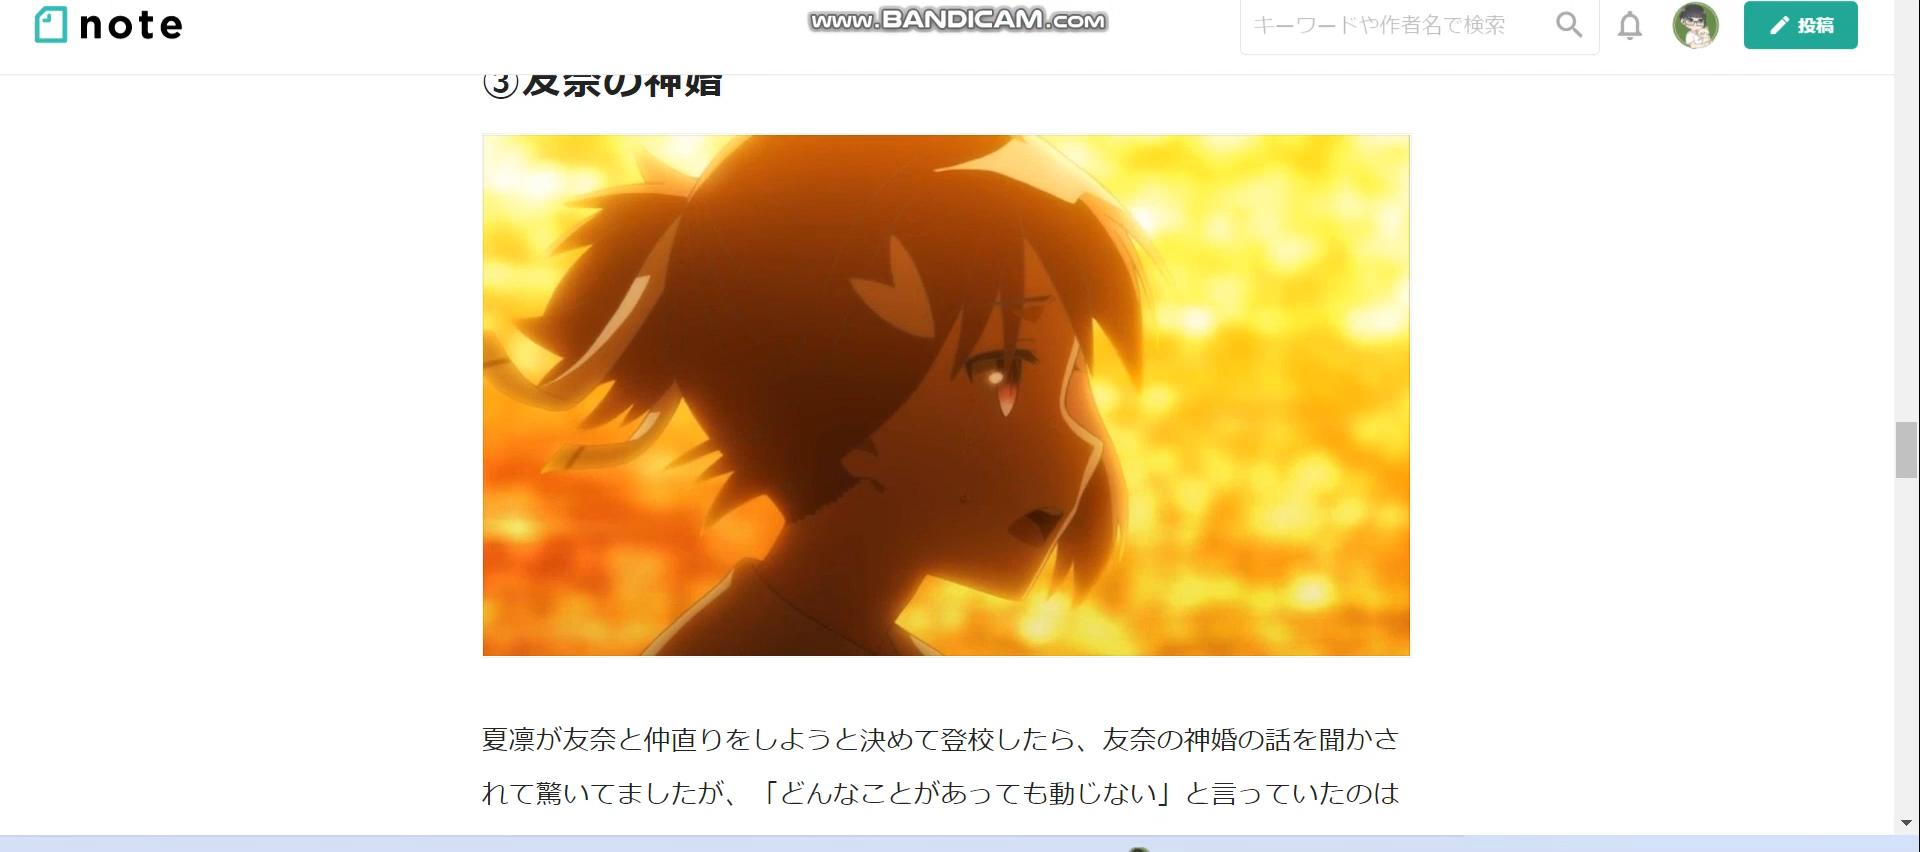 note
www.BANDICAM.com
キーワードや作者名で検索
投稿
③友奈の神婚
夏凛が友奈と仲直りをしようと決めて登校したら、友奈の神婚の話を聞かさ
れて驚いてましたが、「どんなことがあっても動じない」と言っていたのは